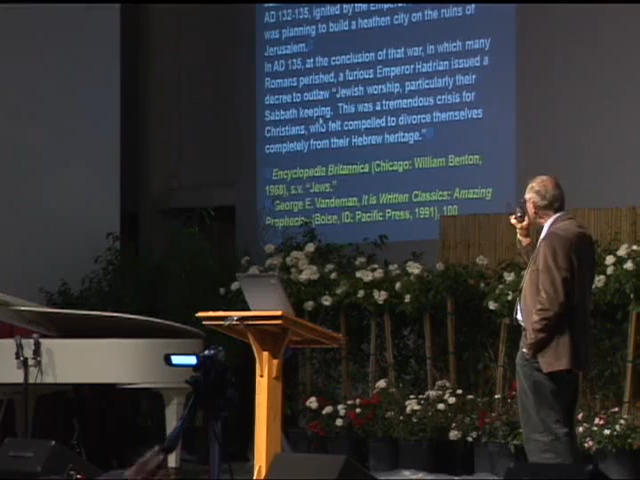 AD 132-135, ignited by the Emper
was planning to build a heathen city on the ruins of
Jerusalem.
In AD 135, at the conclusion of that war, in which many
Romans perished, a furious Emperor Hadrian issued a
decree to outlaw "Jewish worship, particularly their
Sabbath keeping. This was a tremendous crisis for
Christians, who felt compelled to divorce themselves
completely from their Hebrew heritage."
Encyclopedia Britannica (Chicago: William Benton,
1968), s.v. "Jews."
George E. Vandeman, It is Written Classics: Amazing
Prophecies (Boise, ID: Pacific Press, 1991), 100